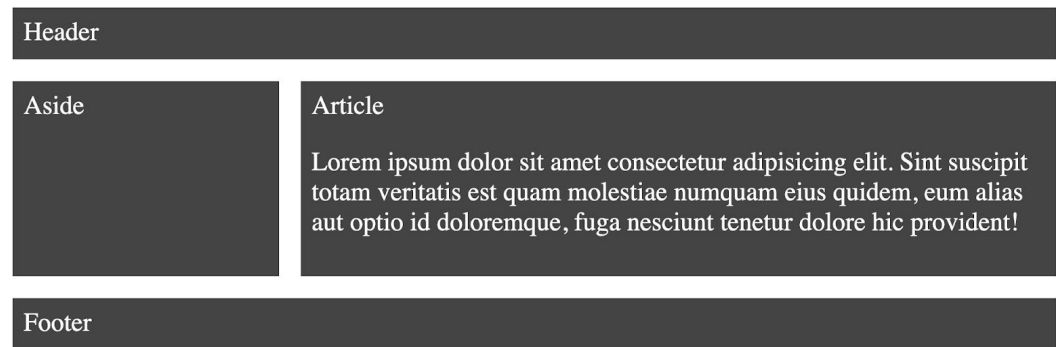 Header
Aside
Article
Lorem ipsum dolor sit amet consectetur adipisicing elit. Sint suscipit
totam veritatis est quam molestiae numquam eius quidem, eum alias
aut optio id doloremque, fuga nesciunt tenetur dolore hic provident!
Footer